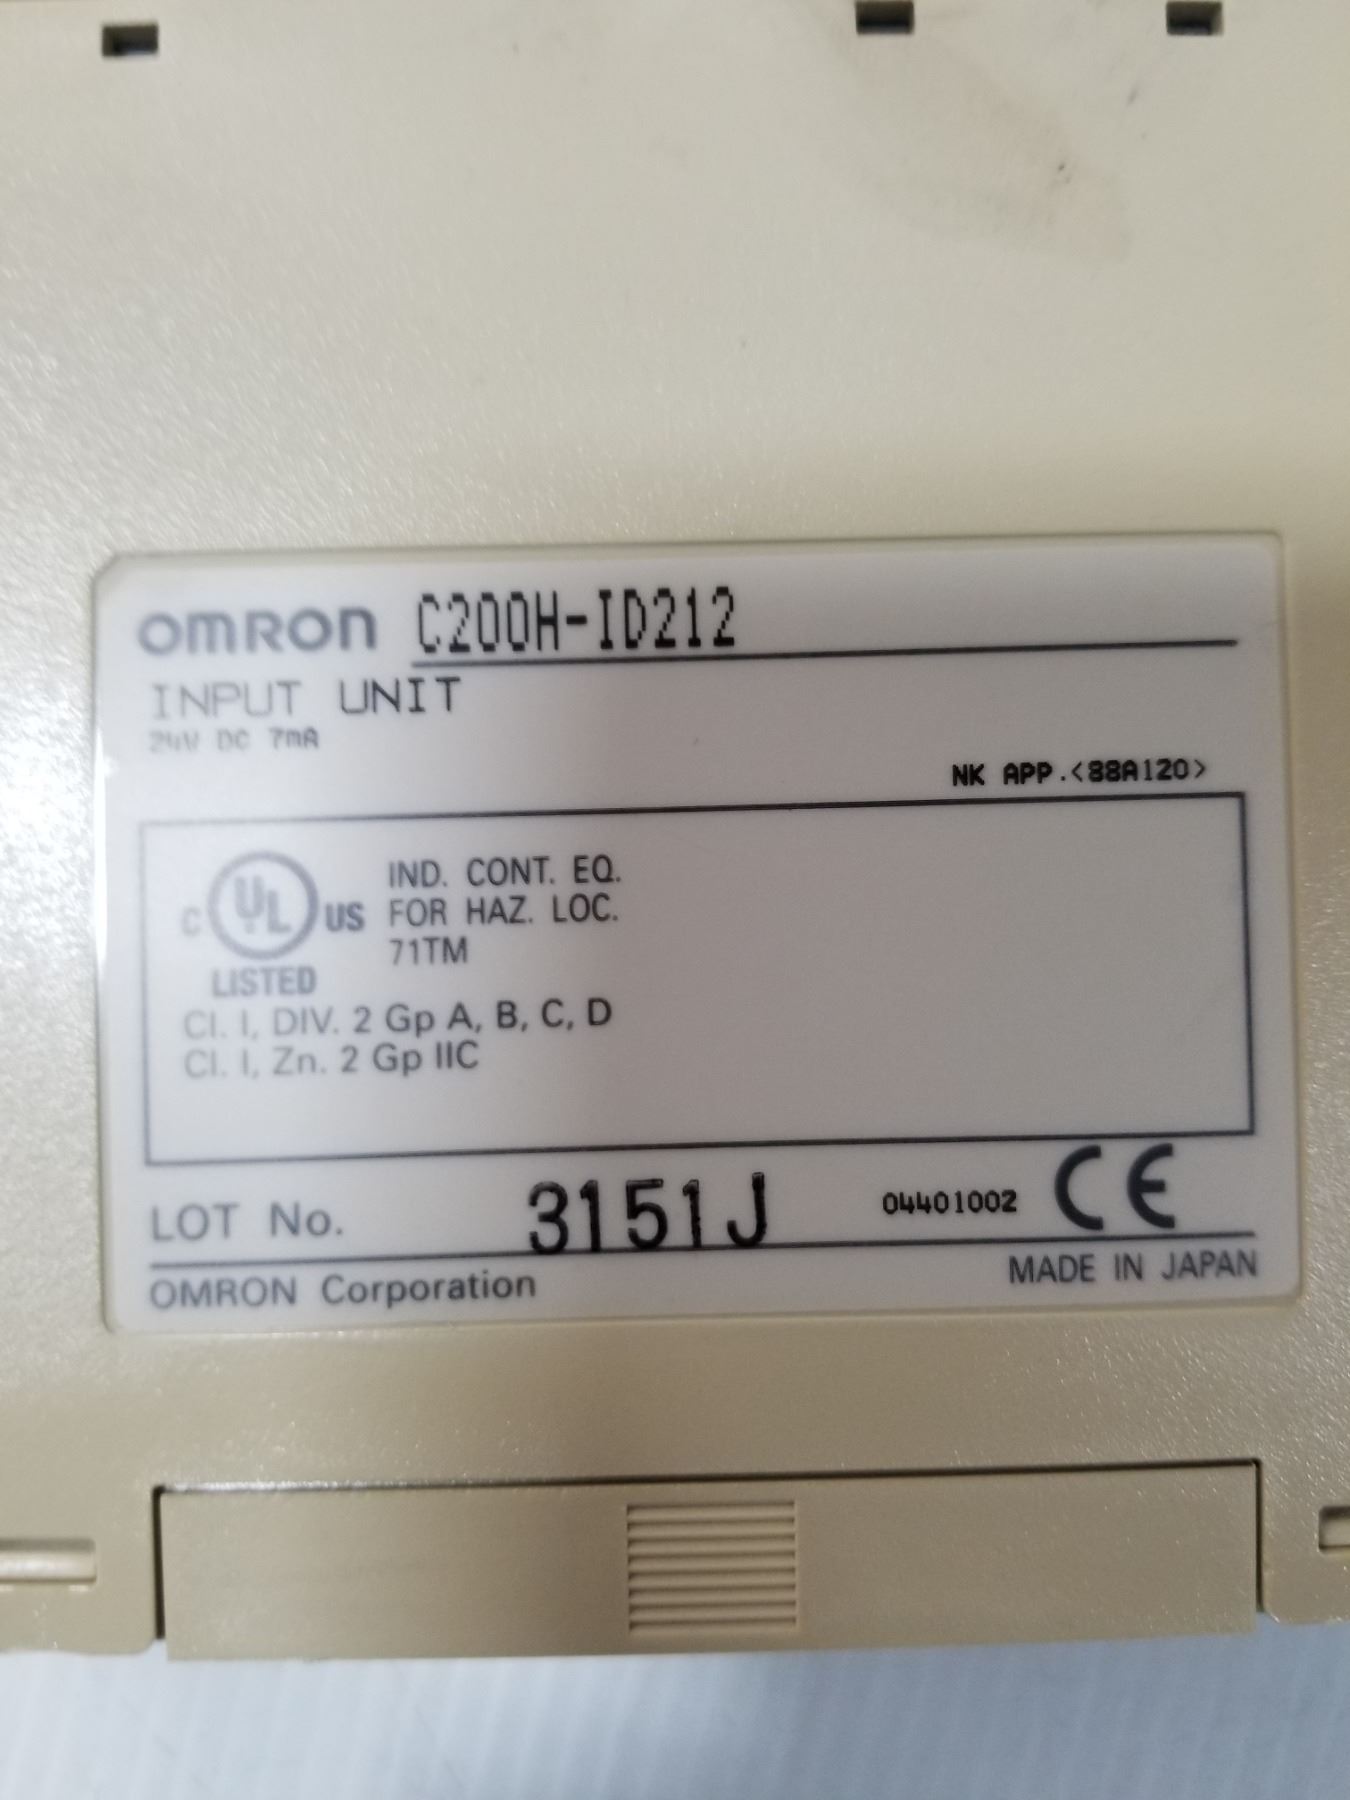 OMRON C200H-ID212
INPUT UNIT
24V DC 7mA
NK APP.<88A120>
C UL US IND. CONT. EQ.
FOR HAZ. LOC.
71TM
LISTED
Cl. I, DIV. 2 Gp A, B, C, D
Cl. I, Zn. 2 Gp IIC
LOT No. 3151J 04401002 CE
OMRON Corporation MADE IN JAPAN